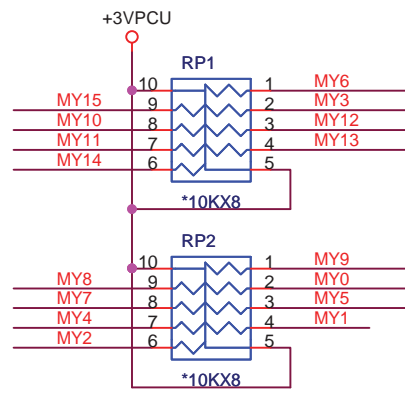 +3VPCU
RP1
10 1 MY6
MY15 9 2 MY3
MY10 8 3 MY12
MY11 7 4 MY13
MY14 6 5
*10KX8
RP2
10 1 MY9
MY8 9 2 MY0
MY7 8 3 MY5
MY4 7 4 MY1
MY2 6 5
*10KX8